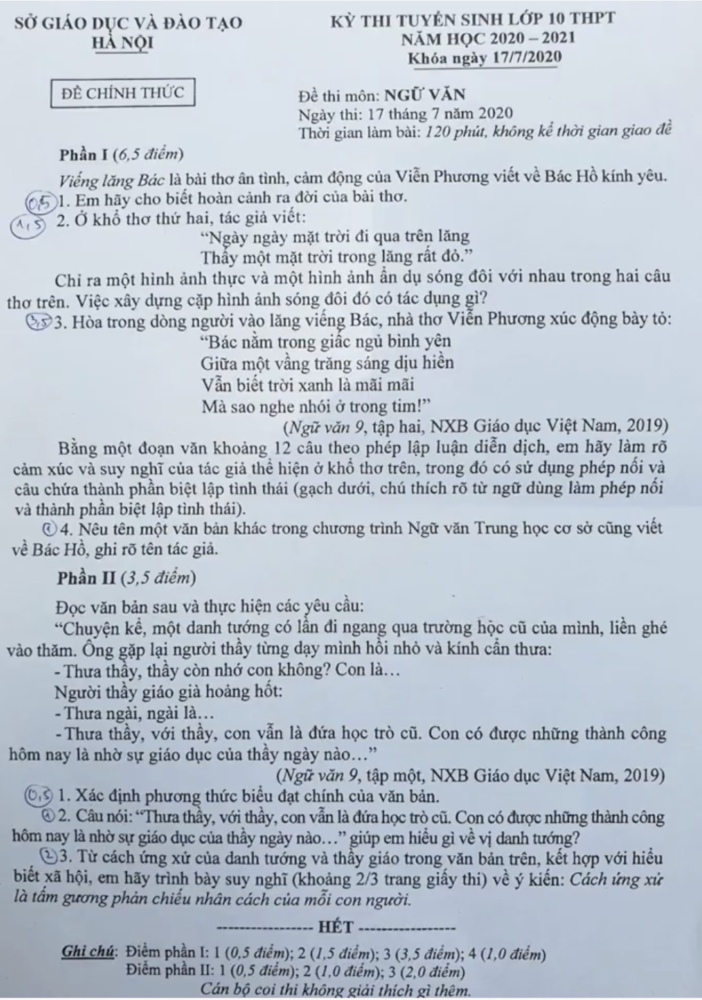 SỞ GIÁO DỤC VÀ ĐÀO TẠO
HÀ NỘI
KỲ THI TUYỂN SINH LỚP 10 THPT
NĂM HỌC 2020 – 2021
Khóa ngày 17/7/2020
ĐỀ CHÍNH THỨC
Đề thi môn: NGỮ VĂN
Ngày thi: 17 tháng 7 năm 2020
Thời gian làm bài: 120 phút, không kể thời gian giao đề
Phần I (6,5 điểm)
Viếng lăng Bác là bài thơ ân tình, cảm động của Viễn Phương viết về Bác Hồ kính yêu.
0,5 1. Em hãy cho biết hoàn cảnh ra đời của bài thơ.
1,5 2. Ở khổ thơ thứ hai, tác giả viết:
“Ngày ngày mặt trời đi qua trên lăng
Thấy một mặt trời trong lăng rất đỏ.”
Chỉ ra một hình ảnh thực và một hình ảnh ẩn dụ sóng đôi với nhau trong hai câu
thơ trên. Việc xây dựng cặp hình ảnh sóng đôi đó có tác dụng gì?
3,5 3. Hòa trong dòng người vào lăng viếng Bác, nhà thơ Viễn Phương xúc động bày tỏ:
“Bác nằm trong giấc ngủ bình yên
Giữa một vầng trăng sáng dịu hiền
Vẫn biết trời xanh là mãi mãi
Mà sao nghe nhói ở trong tim!”
(Ngữ văn 9, tập hai, NXB Giáo dục Việt Nam, 2019)
Bằng một đoạn văn khoảng 12 câu theo phép lập luận diễn dịch, em hãy làm rõ
cảm xúc và suy nghĩ của tác giả thể hiện ở khổ thơ trên, trong đó có sử dụng phép nối và
câu chứa thành phần biệt lập tình thái (gạch dưới, chú thích rõ từ ngữ dùng làm phép nối
và thành phần biệt lập tình thái).
1 4. Nêu tên một văn bản khác trong chương trình Ngữ văn Trung học cơ sở cũng viết
về Bác Hồ, ghi rõ tên tác giả.
Phần II (3,5 điểm)
Đọc văn bản sau và thực hiện các yêu cầu:
“Chuyện kể, một danh tướng có lần đi ngang qua trường học cũ của mình, liền ghé
vào thăm. Ông gặp lại người thầy từng dạy mình hồi nhỏ và kính cẩn thưa:
- Thưa thầy, thầy còn nhớ con không? Con là…
Người thầy giáo già hoảng hốt:
- Thưa ngài, ngài là…
- Thưa thầy, với thầy, con vẫn là đứa học trò cũ. Con có được những thành công
hôm nay là nhờ sự giáo dục của thầy ngày nào…”
(Ngữ văn 9, tập một, NXB Giáo dục Việt Nam, 2019)
0,5 1. Xác định phương thức biểu đạt chính của văn bản.
1 2. Câu nói: “Thưa thầy, với thầy, con vẫn là đứa học trò cũ. Con có được những thành công
hôm nay là nhờ sự giáo dục của thầy ngày nào…” giúp em hiểu gì về vị danh tướng?
2 3. Từ cách ứng xử của danh tướng và thầy giáo trong văn bản trên, kết hợp với hiểu
biết xã hội, em hãy trình bày suy nghĩ (khoảng 2/3 trang giấy thi) về ý kiến: Cách ứng xử
là tấm gương phản chiếu nhân cách của mỗi con người.
------------------ HẾT ------------------
Ghi chú: Điểm phần I: 1 (0,5 điểm); 2 (1,5 điểm); 3 (3,5 điểm); 4 (1,0 điểm)
Điểm phần II: 1 (0,5 điểm); 2 (1,0 điểm); 3 (2,0 điểm)
Cán bộ coi thi không giải thích gì thêm.